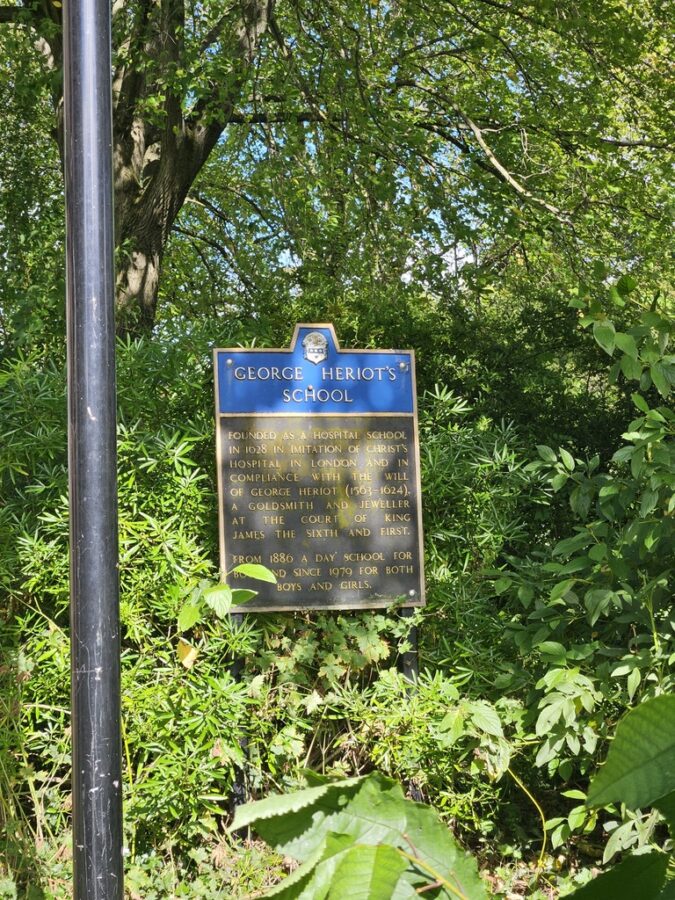 GEORGE HERIOT'S
SCHOOL
FOUNDED AS A HOSPITAL SCHOOL
IN 1628 IN IMITATION OF CHRIST'S
HOSPITAL IN LONDON AND IN
COMPLIANCE WITH THE WILL
OF GEORGE HERIOT (1563–1624),
A GOLDSMITH AND JEWELLER
AT THE COURT OF KING
JAMES THE SIXTH AND FIRST.
FROM 1886 A DAY SCHOOL FOR
BOYS AND SINCE 1979 FOR BOTH
BOYS AND GIRLS.